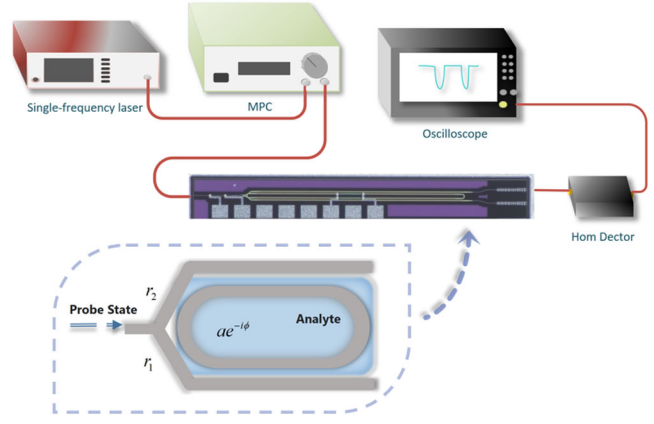 Single-frequency laser
MPC
Oscilloscope
Hom Dector
r₂
Probe State
Analyte
ae⁻ⁱᵠ
r₁